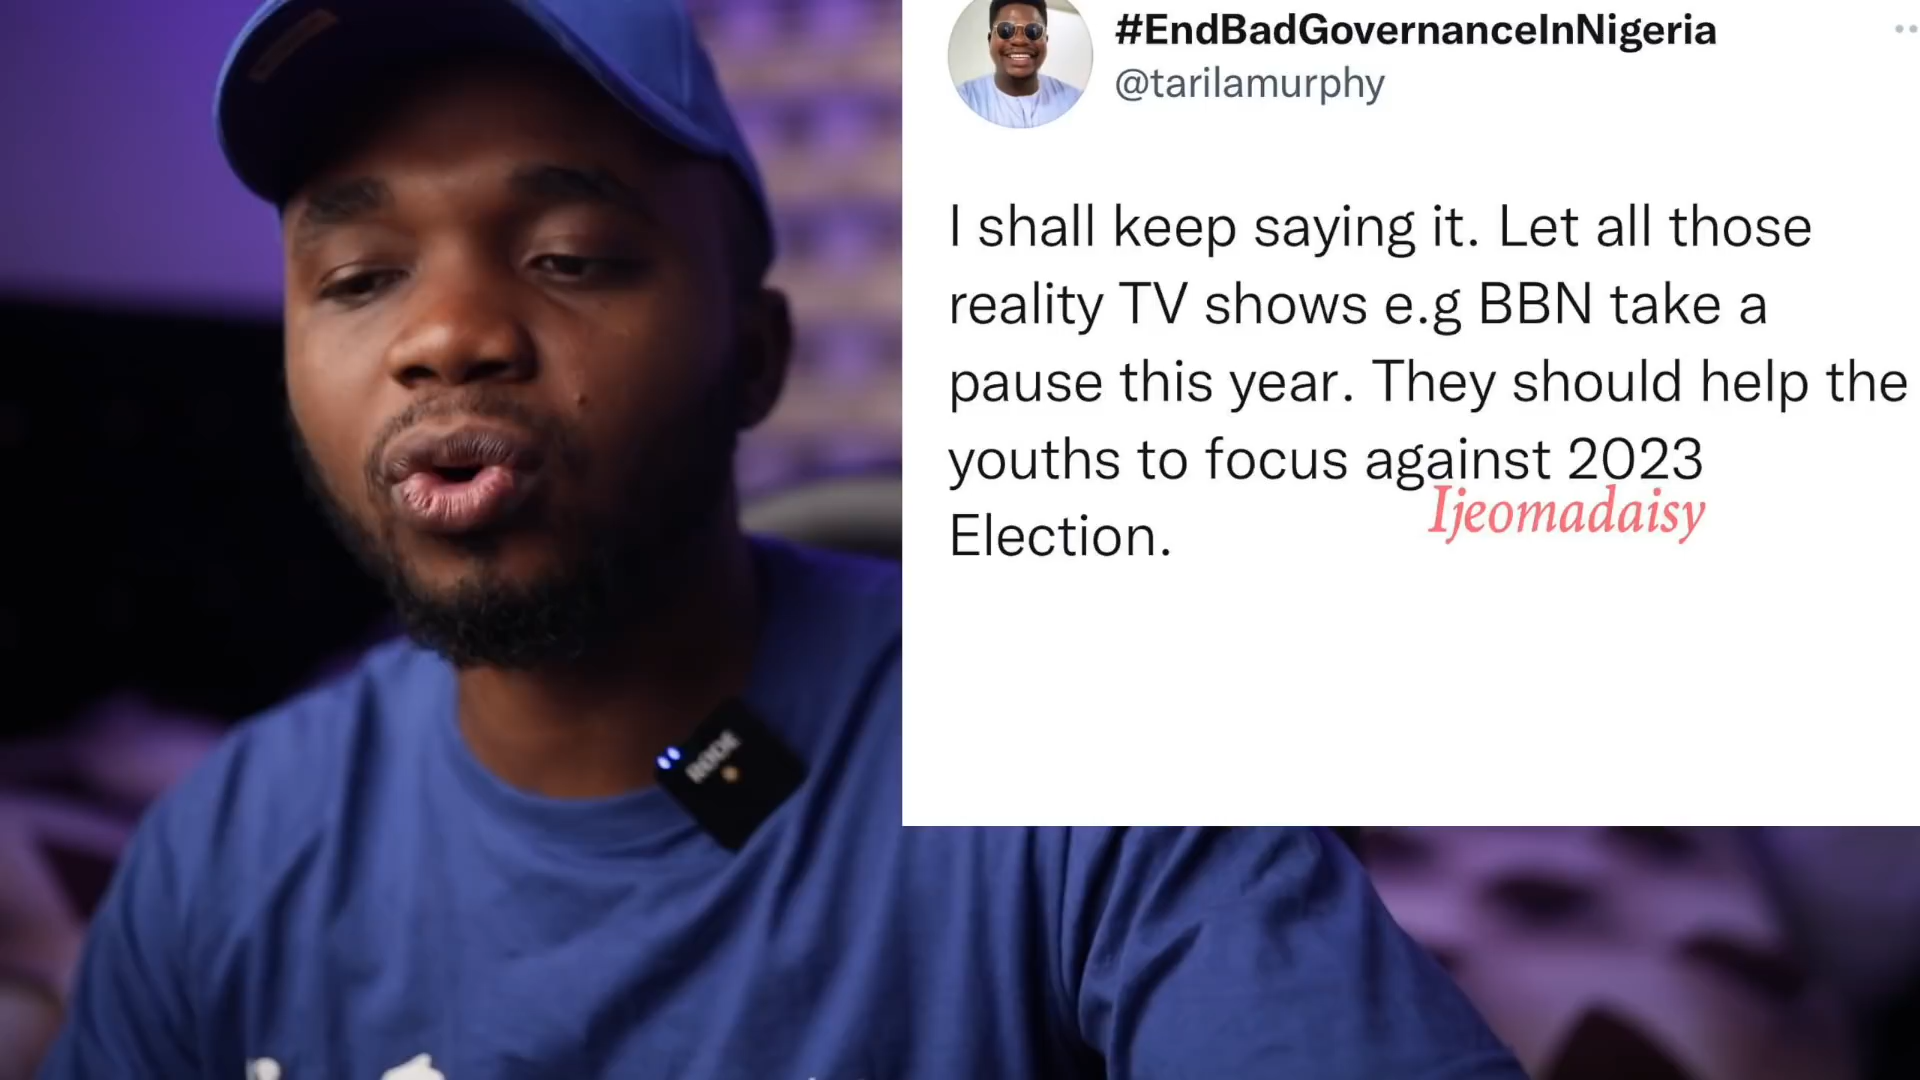 #EndBadGovernanceInNigeria
@tarilamurphy
I shall keep saying it. Let all those
reality TV shows e.g BBN take a
pause this year. They should help the
youths to focus against 2023
Ijeomadaisy
Election.
RODE